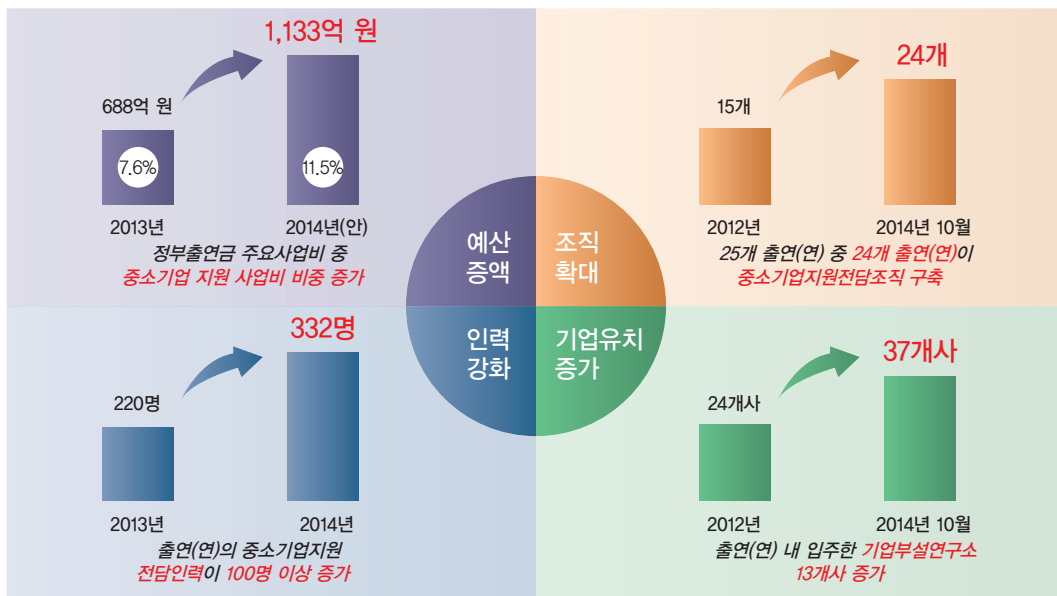 1,133억 원
688억 원
7.6%
11.5%
2013년
2014년(안)
정부출연금 주요사업비 중
중소기업 지원 사업비 비중 증가
24개
15개
2012년
2014년 10월
25개 출연(연) 중 24개 출연(연)이
중소기업지원전담조직 구축
예산
증액
조직
확대
인력
강화
기업유치
증가
332명
220명
2013년
2014년
출연(연)의 중소기업지원
전담인력이 100명 이상 증가
37개사
24개사
2012년
2014년 10월
출연(연) 내 입주한 기업부설연구소
13개사 증가